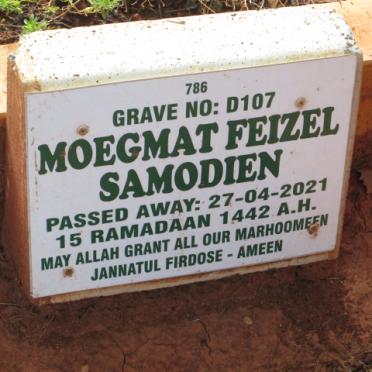 786
GRAVE NO: D107
MOEGMAT FEIZEL
SAMODIEN
PASSED AWAY: 27-04-2021
15 RAMADAAN 1442 A.H.
MAY ALLAH GRANT ALL OUR MARHOOMEEN
JANNATUL FIRDOSE - AMEEN